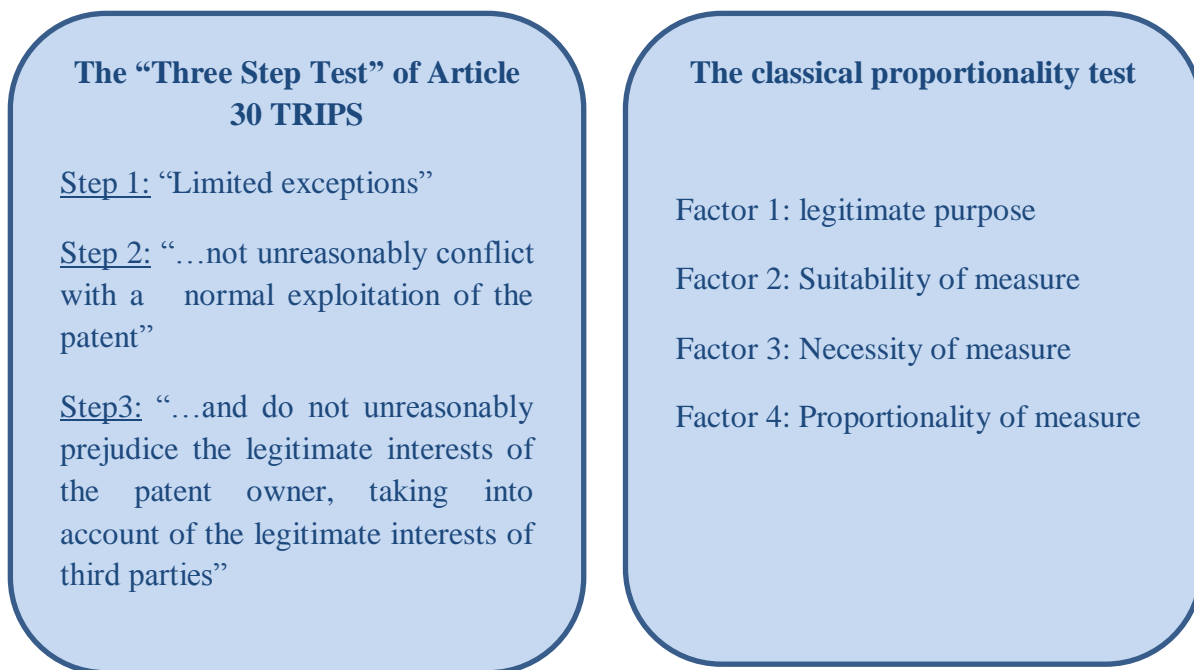 The “Three Step Test” of Article
30 TRIPS
Step 1: “Limited exceptions”
Step 2: “…not unreasonably conflict
with a normal exploitation of the
patent”
Step3: “…and do not unreasonably
prejudice the legitimate interests of
the patent owner, taking into
account of the legitimate interests of
third parties”
The classical proportionality test
Factor 1: legitimate purpose
Factor 2: Suitability of measure
Factor 3: Necessity of measure
Factor 4: Proportionality of measure